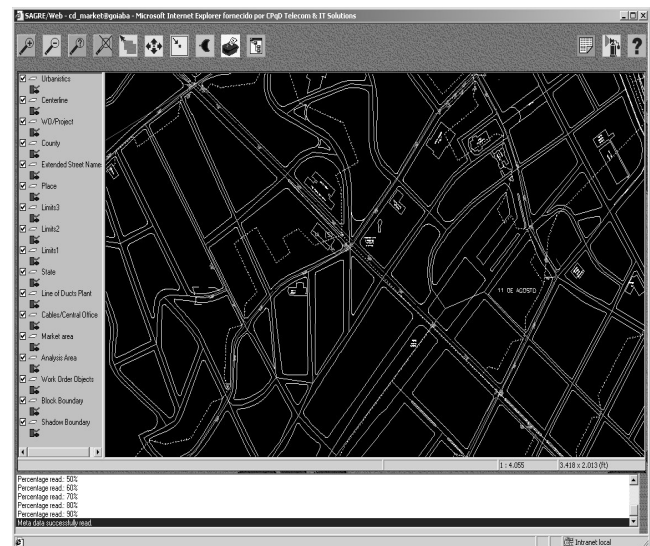 SAGRE/Web - cd_market@goiaba - Microsoft Internet Explorer fornecido por CPqD Telecom & IT Solutions
Urbanistics
Centerline
WO/Project
County
Extended Street Name
Place
Limits3
Limits2
Limits1
State
Line of Ducts Plant
Cables/Central Office
Market area
Analysis Area
Work Order Objects
Block Boundary
Shadow Boundary
11 DE AGOSTO
1 : 4.055
3.418 x 2.013 (ft)
Percentage read.: 50%
Percentage read.: 60%
Percentage read.: 70%
Percentage read.: 80%
Percentage read.: 90%
Meta data successfully read.
Intranet local